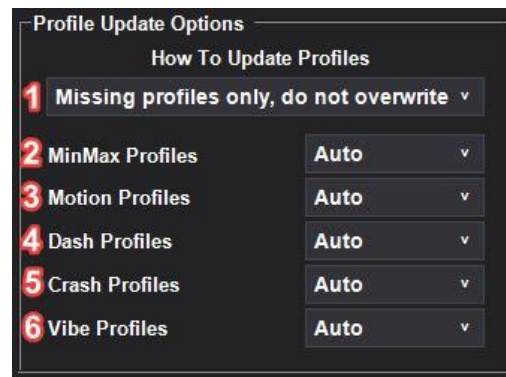 Profile Update Options
How To Update Profiles
1 Missing profiles only, do not overwrite v
2 MinMax Profiles Auto v
3 Motion Profiles Auto v
4 Dash Profiles Auto v
5 Crash Profiles Auto v
6 Vibe Profiles Auto v